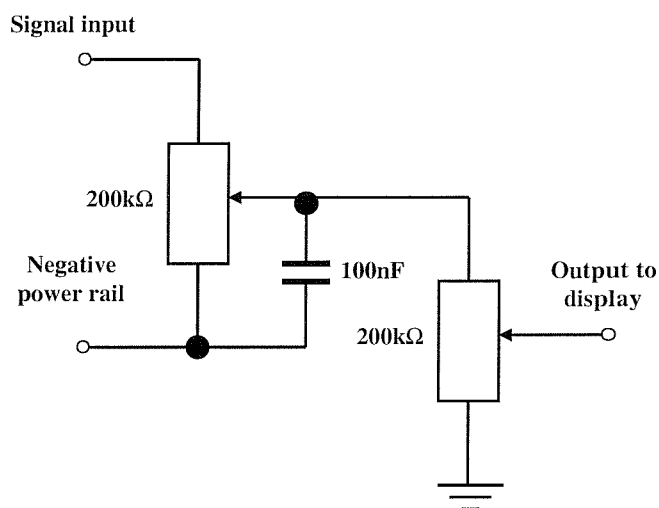 Signal input
200kΩ
Negative
power rail
100nF
Output to
display
200kΩ